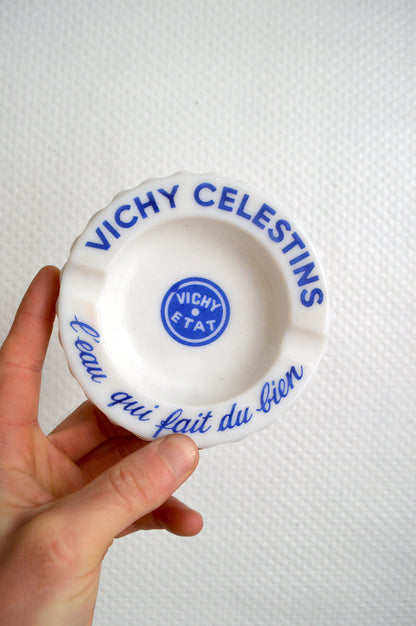 VICHY CELESTINS
VICHY
ETAT
l'eau qui fait du bien